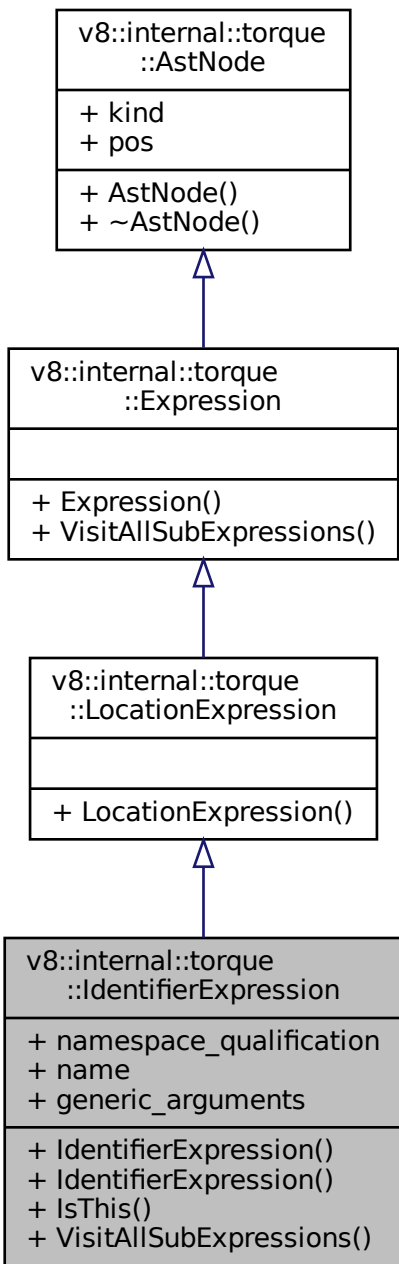 v8::internal::torque
::AstNode
+ kind
+ pos
+ AstNode()
+ ~AstNode()
v8::internal::torque
::Expression
+ Expression()
+ VisitAllSubExpressions()
v8::internal::torque
::LocationExpression
+ LocationExpression()
v8::internal::torque
::IdentifierExpression
+ namespace_qualification
+ name
+ generic_arguments
+ IdentifierExpression()
+ IdentifierExpression()
+ IsThis()
+ VisitAllSubExpressions()